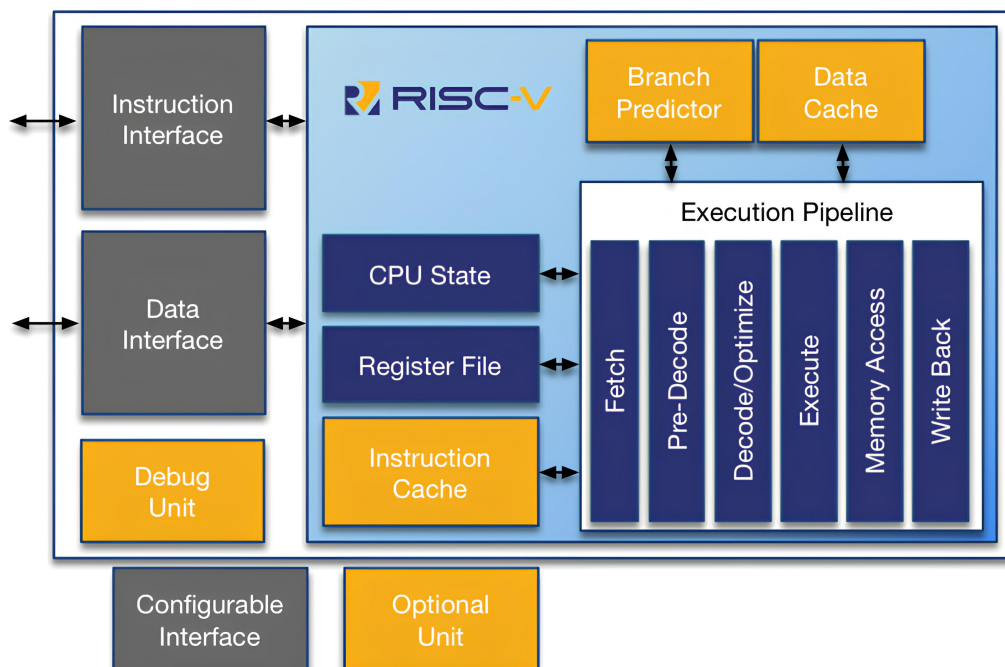 Instruction
Interface
RISC-V
Branch
Predictor
Data
Cache
Execution Pipeline
Data
Interface
CPU State
Register File
Instruction
Cache
Fetch
Pre-Decode
Decode/Optimize
Execute
Memory Access
Write Back
Debug
Unit
Configurable
Interface
Optional
Unit